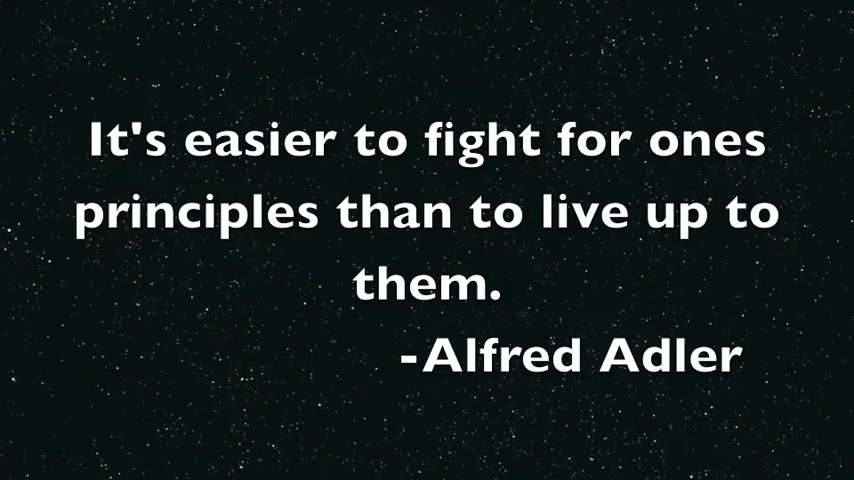 It's easier to fight for ones
principles than to live up to
them.
-Alfred Adler